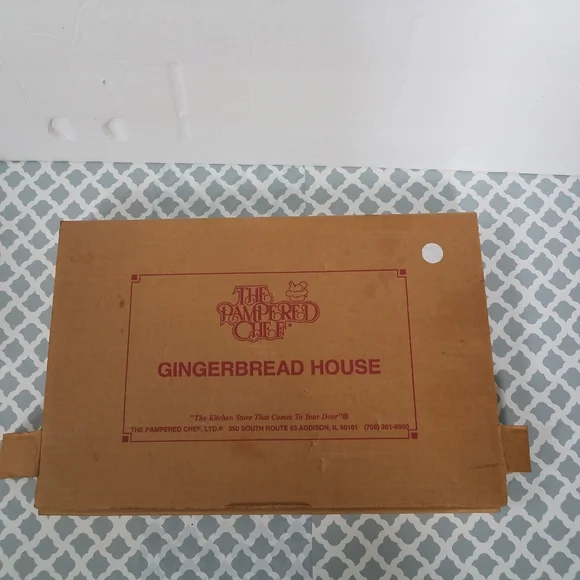 THE
PAMPERED
CHEF®
GINGERBREAD HOUSE
"The Kitchen Store That Comes To Your Door!"®
THE PAMPERED CHEF, LTD.® 350 SOUTH ROUTE 53 ADDISON, IL 60101 (708) 261-8900